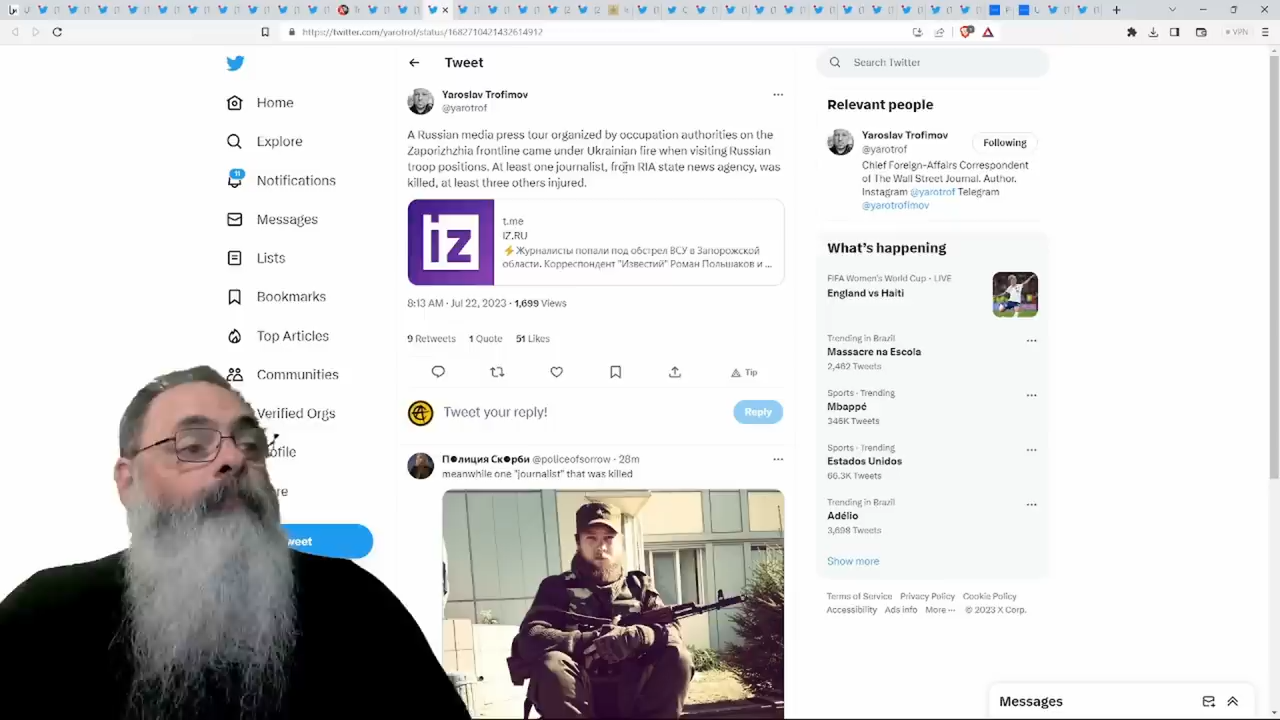 https://twitter.com/yarotrof/status/1682710421432614912
VPN
Home
Explore
11
Notifications
Messages
Lists
Bookmarks
Top Articles
Communities
Verified Orgs
ofile
re
weet
Tweet
Yaroslav Trofimov
@yarotrof
A Russian media press tour organized by occupation authorities on the
Zaporizhzhia frontline came under Ukrainian fire when visiting Russian
troop positions. At least one journalist, from RIA state news agency, was
killed, at least three others injured.
iz
t.me
IZ.RU
⚡Журналисты попали под обстрел ВСУ в Запорожской
области. Корреспондент "Известий" Роман Польшаков и ...
8:13 AM · Jul 22, 2023 · 1,699 Views
9 Retweets 1 Quote 51 Likes
Tip
Tweet your reply!
Reply
П●лиция Ск●рби @policeofsorrow · 28m
meanwhile one "journalist" that was killed
Search Twitter
Relevant people
Yaroslav Trofimov
@yarotrof
Following
Chief Foreign-Affairs Correspondent
of The Wall Street Journal. Author.
Instagram @yarotrof Telegram
@yarotrofimov
What's happening
FIFA Women's World Cup · LIVE
England vs Haiti
Trending in Brazil
Massacre na Escola
2,462 Tweets
Sports · Trending
Mbappé
346K Tweets
Sports · Trending
Estados Unidos
66.3K Tweets
Trending in Brazil
Adélio
3,698 Tweets
Show more
Terms of Service Privacy Policy Cookie Policy
Accessibility Ads info More ··· © 2023 X Corp.
Messages